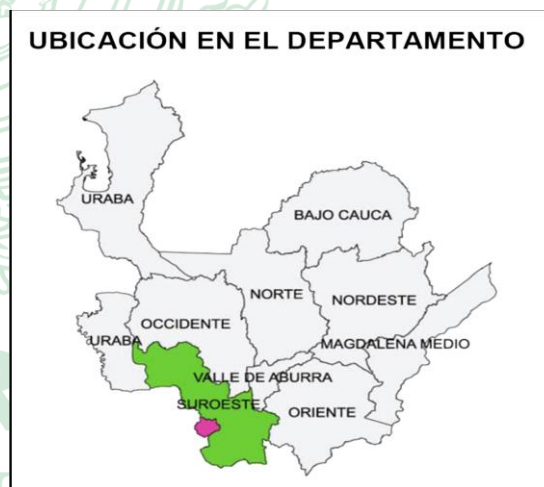 UBICACIÓN EN EL DEPARTAMENTO
URABA
BAJO CAUCA
NORTE
NORDESTE
OCCIDENTE
URABA
MAGDALENA MEDIO
VALLE DE ABURRA
SUROESTE
ORIENTE